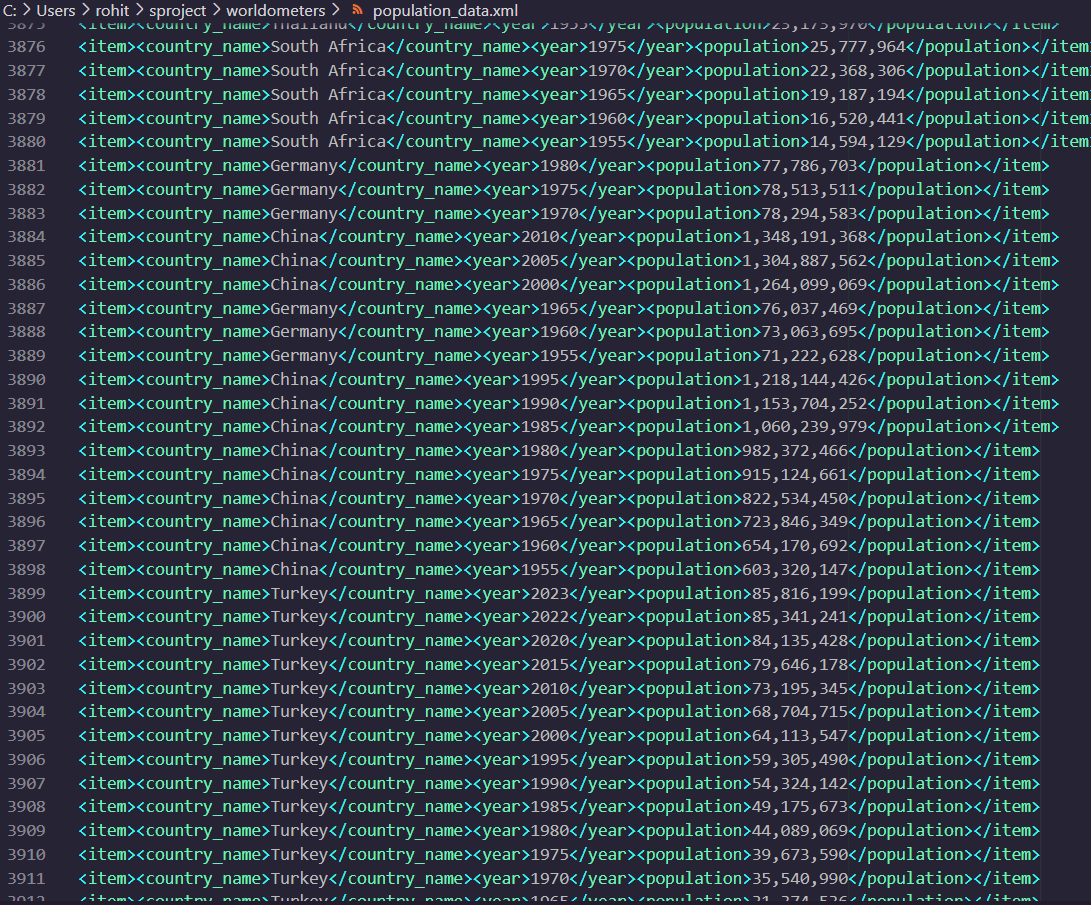 C: > Users > rohit > sproject > worldometers > population_data.xml
3875 <item><country_name>Thailand</country_name><year>1955</year><population>23,173,970</population></item>
3876 <item><country_name>South Africa</country_name><year>1975</year><population>25,777,964</population></item
3877 <item><country_name>South Africa</country_name><year>1970</year><population>22,368,306</population></item
3878 <item><country_name>South Africa</country_name><year>1965</year><population>19,187,194</population></item
3879 <item><country_name>South Africa</country_name><year>1960</year><population>16,520,441</population></item
3880 <item><country_name>South Africa</country_name><year>1955</year><population>14,594,129</population></item
3881 <item><country_name>Germany</country_name><year>1980</year><population>77,786,703</population></item>
3882 <item><country_name>Germany</country_name><year>1975</year><population>78,513,511</population></item>
3883 <item><country_name>Germany</country_name><year>1970</year><population>78,294,583</population></item>
3884 <item><country_name>China</country_name><year>2010</year><population>1,348,191,368</population></item>
3885 <item><country_name>China</country_name><year>2005</year><population>1,304,887,562</population></item>
3886 <item><country_name>China</country_name><year>2000</year><population>1,264,099,069</population></item>
3887 <item><country_name>Germany</country_name><year>1965</year><population>76,037,469</population></item>
3888 <item><country_name>Germany</country_name><year>1960</year><population>73,063,695</population></item>
3889 <item><country_name>Germany</country_name><year>1955</year><population>71,222,628</population></item>
3890 <item><country_name>China</country_name><year>1995</year><population>1,218,144,426</population></item>
3891 <item><country_name>China</country_name><year>1990</year><population>1,153,704,252</population></item>
3892 <item><country_name>China</country_name><year>1985</year><population>1,060,239,979</population></item>
3893 <item><country_name>China</country_name><year>1980</year><population>982,372,466</population></item>
3894 <item><country_name>China</country_name><year>1975</year><population>915,124,661</population></item>
3895 <item><country_name>China</country_name><year>1970</year><population>822,534,450</population></item>
3896 <item><country_name>China</country_name><year>1965</year><population>723,846,349</population></item>
3897 <item><country_name>China</country_name><year>1960</year><population>654,170,692</population></item>
3898 <item><country_name>China</country_name><year>1955</year><population>603,320,147</population></item>
3899 <item><country_name>Turkey</country_name><year>2023</year><population>85,816,199</population></item>
3900 <item><country_name>Turkey</country_name><year>2022</year><population>85,341,241</population></item>
3901 <item><country_name>Turkey</country_name><year>2020</year><population>84,135,428</population></item>
3902 <item><country_name>Turkey</country_name><year>2015</year><population>79,646,178</population></item>
3903 <item><country_name>Turkey</country_name><year>2010</year><population>73,195,345</population></item>
3904 <item><country_name>Turkey</country_name><year>2005</year><population>68,704,715</population></item>
3905 <item><country_name>Turkey</country_name><year>2000</year><population>64,113,547</population></item>
3906 <item><country_name>Turkey</country_name><year>1995</year><population>59,305,490</population></item>
3907 <item><country_name>Turkey</country_name><year>1990</year><population>54,324,142</population></item>
3908 <item><country_name>Turkey</country_name><year>1985</year><population>49,175,673</population></item>
3909 <item><country_name>Turkey</country_name><year>1980</year><population>44,089,069</population></item>
3910 <item><country_name>Turkey</country_name><year>1975</year><population>39,673,590</population></item>
3911 <item><country_name>Turkey</country_name><year>1970</year><population>35,540,990</population></item>
3912 <item><country_name>Turkey</country_name><year>1965</year>